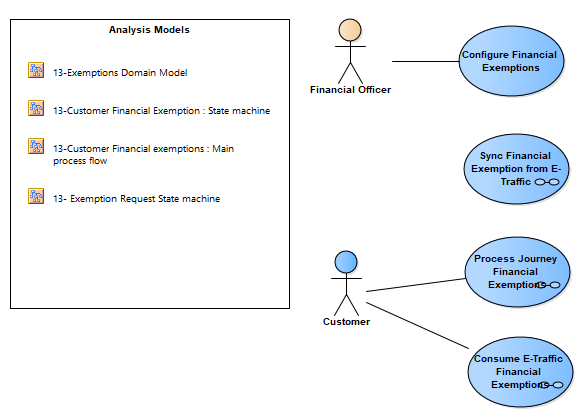 Analysis Models
13-Exemptions Domain Model
13-Customer Financial Exemption : State machine
13-Customer Financial exemptions : Main
process flow
13- Exemption Request State machine
Financial Officer
Configure Financial
Exemptions
Sync Financial
Exemption from E-
Traffic
Customer
Process Journey
Financial
Exemptions
Consume E-Traffic
Financial
Exemptions